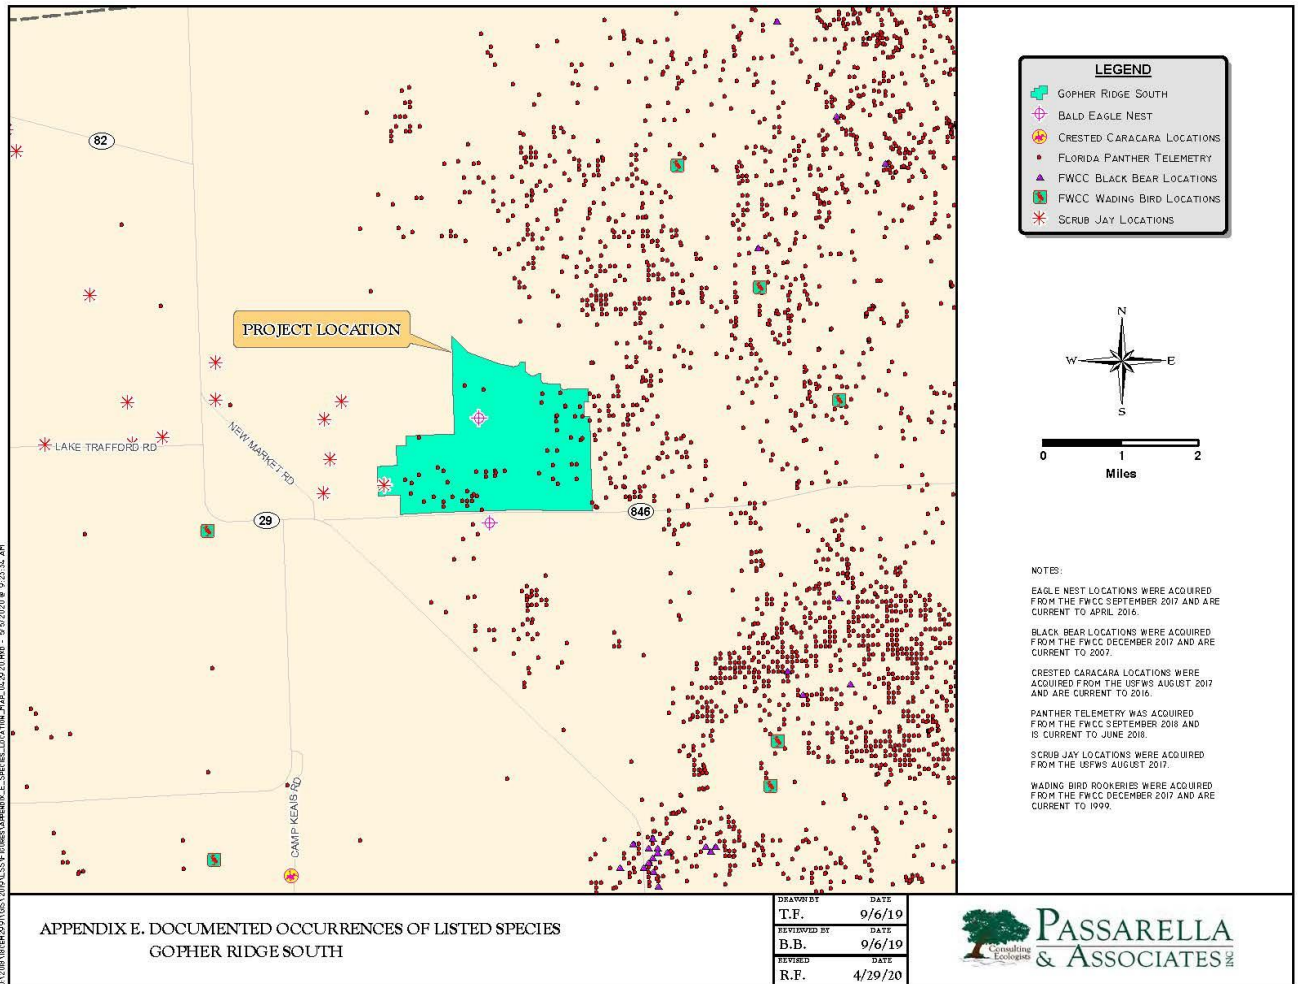 82
PROJECT LOCATION
NEW MARKET RD
LAKE TRAFFORD RD
29
846
CAMP KEAIS RD
LEGEND
GOPHER RIDGE SOUTH
BALD EAGLE NEST
CRESTED CARACARA LOCATIONS
FLORIDA PANTHER TELEMETRY
FWCC BLACK BEAR LOCATIONS
FWCC WADING BIRD LOCATIONS
SCRUB JAY LOCATIONS
N
W E
S
0 1 2
Miles
NOTES:
EAGLE NEST LOCATIONS WERE ACQUIRED
FROM THE FWCC SEPTEMBER 2017 AND ARE
CURRENT TO APRIL 2016.
BLACK BEAR LOCATIONS WERE ACQUIRED
FROM THE FWCC DECEMBER 2017 AND ARE
CURRENT TO 2007.
CRESTED CARACARA LOCATIONS WERE
ACQUIRED FROM THE USFWS AUGUST 2017
AND ARE CURRENT TO 2016.
PANTHER TELEMETRY WAS ACQUIRED
FROM THE FWCC SEPTEMBER 2018 AND
IS CURRENT TO JUNE 2018.
SCRUB JAY LOCATIONS WERE ACQUIRED
FROM THE USFWS AUGUST 2017.
WADING BIRD ROOKERIES WERE ACQUIRED
FROM THE FWCC DECEMBER 2017 AND ARE
CURRENT TO 1999.
APPENDIX E. DOCUMENTED OCCURRENCES OF LISTED SPECIES
GOPHER RIDGE SOUTH
DRAWN BY DATE
T.F. 9/6/19
REVIEWED BY DATE
B.B. 9/6/19
REVISED DATE
R.F. 4/29/20
Consulting
Ecologists
PASSARELLA
& ASSOCIATES INC